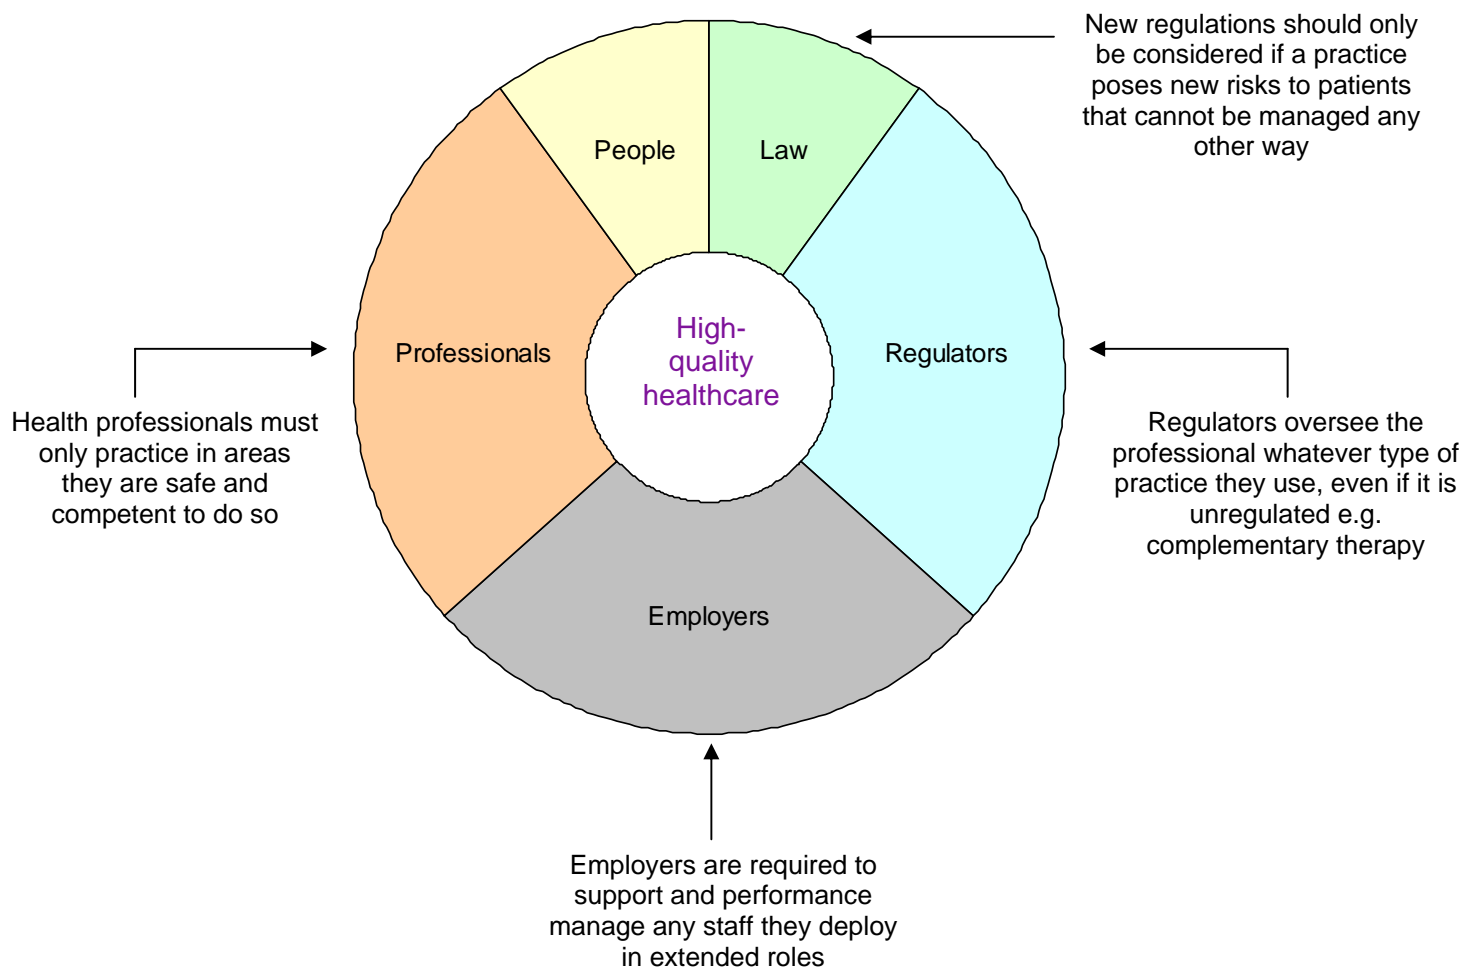 New regulations should only
be considered if a practice
poses new risks to patients
that cannot be managed any
other way
People
Law
Professionals
High-
quality
healthcare
Regulators
Health professionals must
only practice in areas
they are safe and
competent to do so
Regulators oversee the
professional whatever type of
practice they use, even if it is
unregulated e.g.
complementary therapy
Employers
Employers are required to
support and performance
manage any staff they deploy
in extended roles